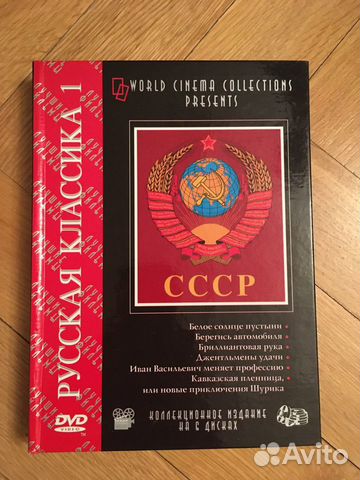 WORLD CINEMA COLLECTIONS
PRESENTS
РУССКАЯ КЛАССИКА 1
СССР
Белое солнце пустыни •
Берегись автомобиля •
Бриллиантовая рука •
Джентльмены удачи •
Иван Васильевич меняет профессию •
Кавказская пленница, •
или новые приключения Шурика
КОЛЛЕКЦИОННОЕ ИЗДАНИЕ
НА 6 ДИСКАХ
DVD
VIDEO
TM
Avito